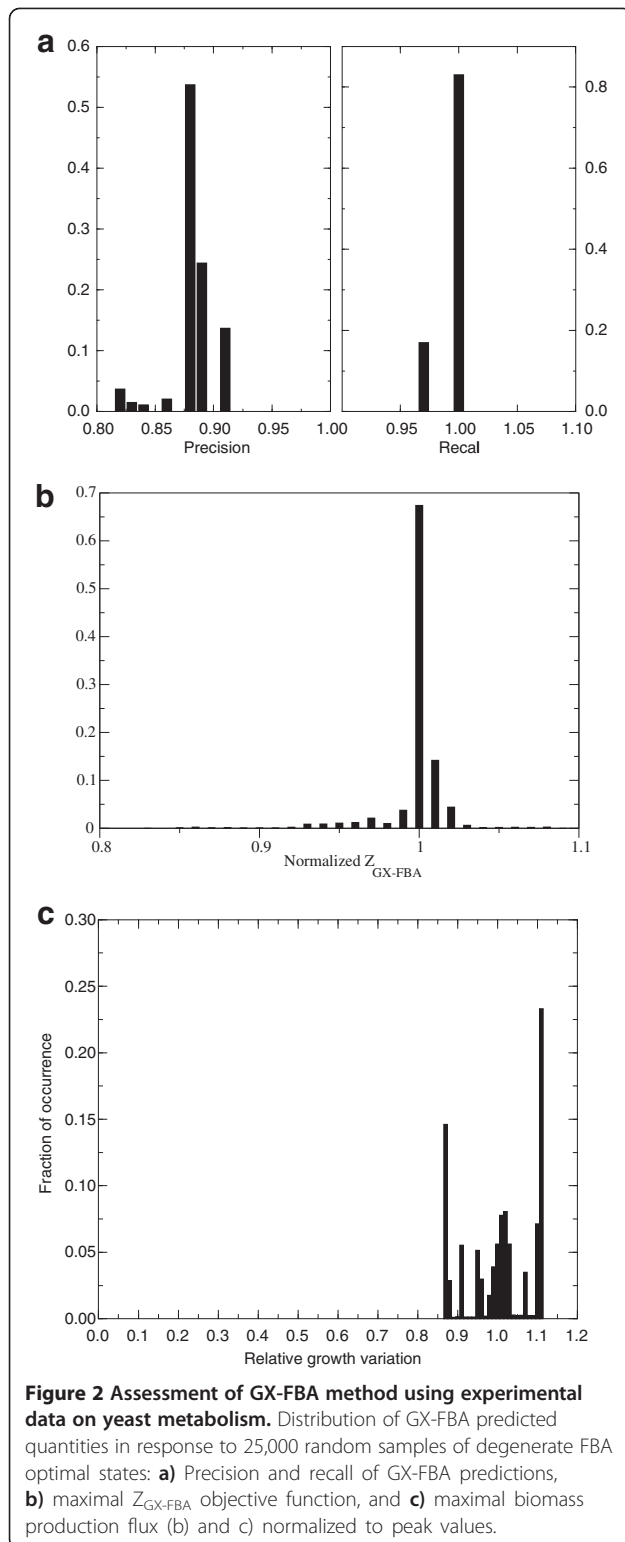 a
0.6
0.5
0.4
0.3
0.2
0.1
0.0
0.80 0.85 0.90 0.95 1.00
Precision
0.8
0.6
0.4
0.2
0.0
0.95 1.00 1.05 1.10
Recal
b
0.7
0.6
0.5
0.4
0.3
0.2
0.1
0
0.8 0.9 1 1.1
Normalized Z GX-FBA
c
0.30
0.25
0.20
0.15
0.10
0.05
0.00
Fraction of occurrence
0.0 0.1 0.2 0.3 0.4 0.5 0.6 0.7 0.8 0.9 1.0 1.1 1.2
Relative growth variation
Figure 2 Assessment of GX-FBA method using experimental
data on yeast metabolism. Distribution of GX-FBA predicted
quantities in response to 25,000 random samples of degenerate FBA
optimal states: a) Precision and recall of GX-FBA predictions,
b) maximal Z GX-FBA objective function, and c) maximal biomass
production flux (b) and c) normalized to peak values.